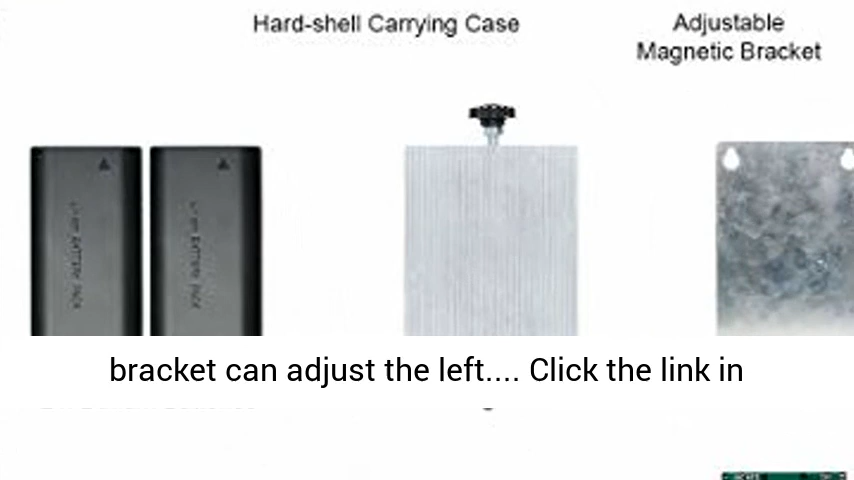 Hard-shell Carrying Case
Adjustable
Magnetic Bracket
bracket can adjust the left.... Click the link in